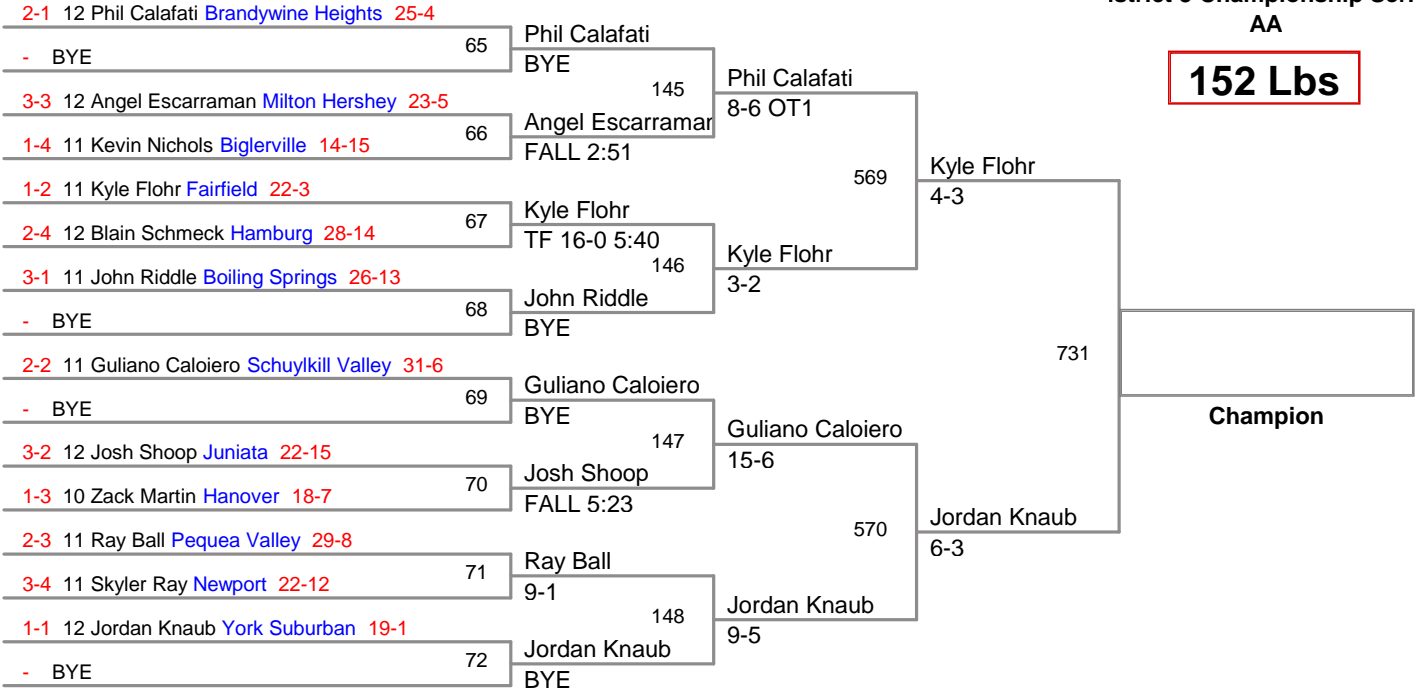 istrict 3 Championship Seri
AA
152 Lbs
2-1 12 Phil Calafati Brandywine Heights 25-4
- BYE
65
3-3 12 Angel Escarraman Milton Hershey 23-5
1-4 11 Kevin Nichols Biglerville 14-15
66
1-2 11 Kyle Flohr Fairfield 22-3
2-4 12 Blain Schmeck Hamburg 28-14
67
3-1 11 John Riddle Boiling Springs 26-13
- BYE
68
2-2 11 Guliano Caloiero Schuylkill Valley 31-6
- BYE
69
3-2 12 Josh Shoop Juniata 22-15
1-3 10 Zack Martin Hanover 18-7
70
2-3 11 Ray Ball Pequea Valley 29-8
3-4 11 Skyler Ray Newport 22-12
71
1-1 12 Jordan Knaub York Suburban 19-1
- BYE
72
Phil Calafati
BYE
145
Angel Escarraman
FALL 2:51
Kyle Flohr
TF 16-0 5:40
146
John Riddle
BYE
Guliano Caloiero
BYE
147
Josh Shoop
FALL 5:23
Ray Ball
9-1
148
Jordan Knaub
BYE
Phil Calafati
8-6 OT1
569
Kyle Flohr
3-2
Guliano Caloiero
15-6
570
Jordan Knaub
9-5
Kyle Flohr
4-3
731
Jordan Knaub
6-3
Champion